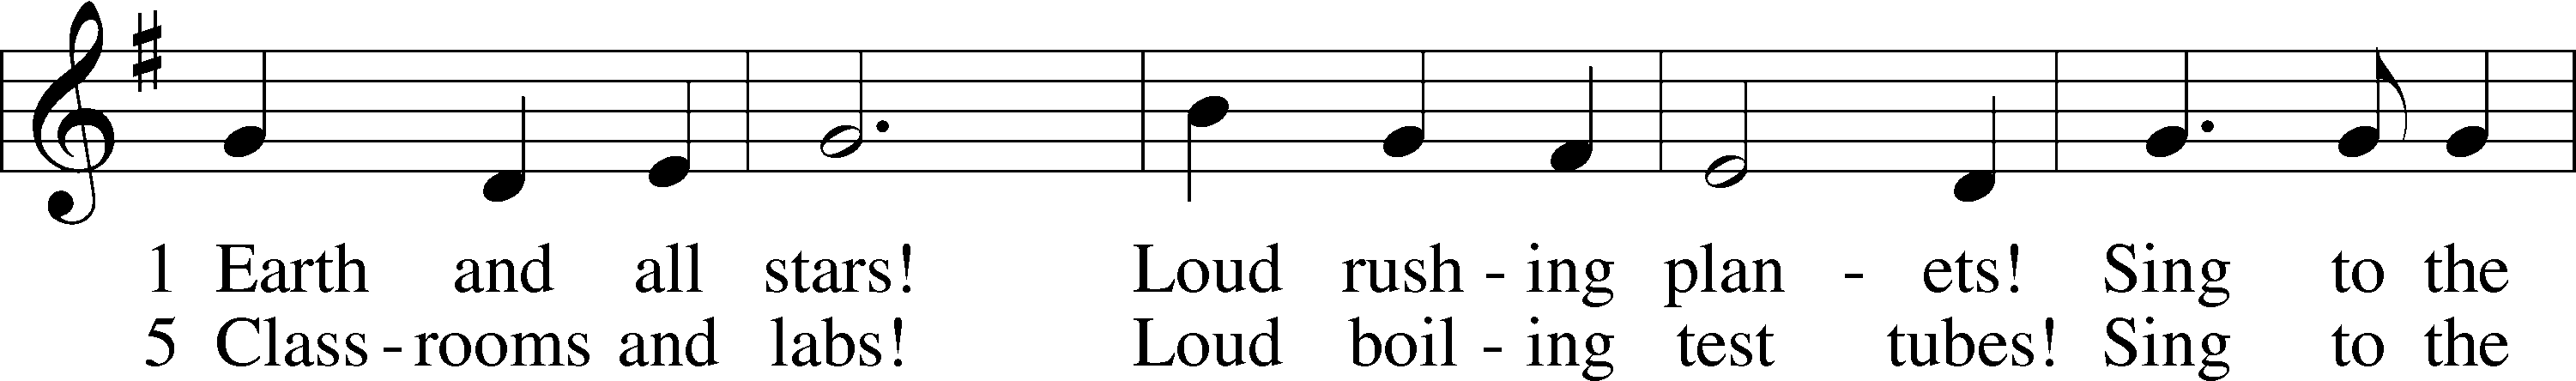 1 Earth and all stars! Loud rush - ing plan - ets! Sing to the
5 Class - rooms and labs! Loud boil - ing test tubes! Sing to the